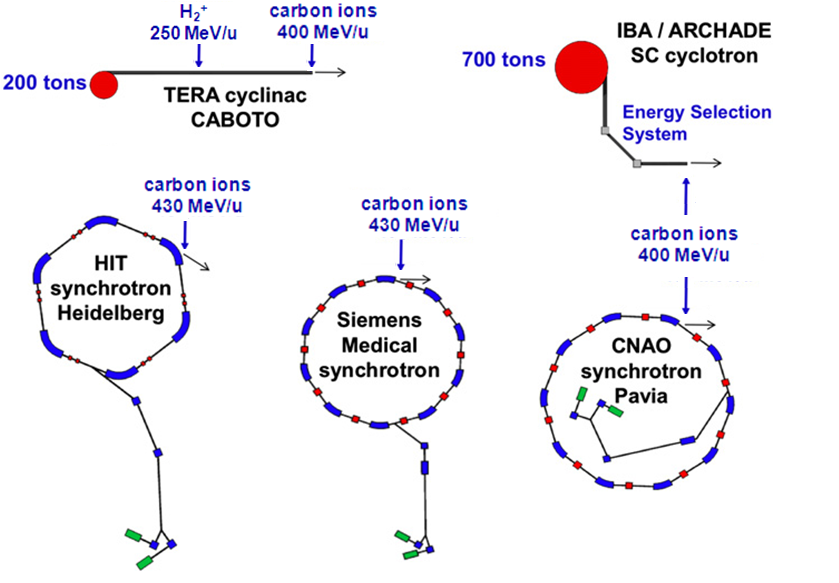 H₂⁺
250 MeV/u
carbon ions
400 MeV/u
200 tons
TERA cyclinac
CABOTO
IBA / ARCHADE
SC cyclotron
700 tons
Energy Selection
System
carbon ions
430 MeV/u
HIT
synchrotron
Heidelberg
carbon ions
430 MeV/u
Siemens
Medical
synchrotron
carbon ions
400 MeV/u
CNAO
synchrotron
Pavia